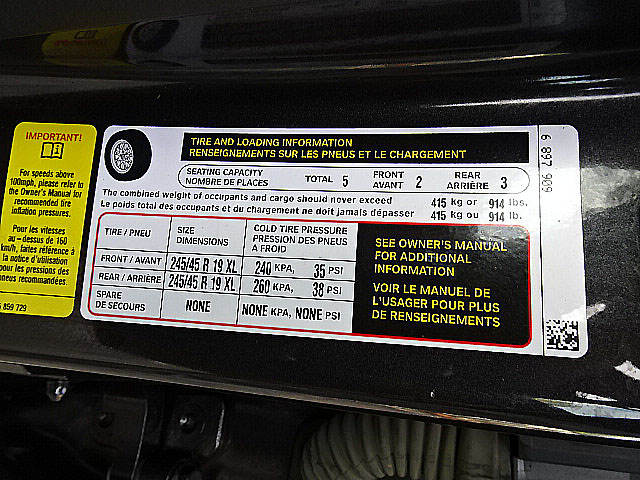 IMPORTANT!
For speeds above
100mph, please refer to
the Owner's Manual for
recommended tire
inflation pressures.
Pour les vitesses
au-dessus de 160
km/h, faites référence à
la notice d'utilisation
pour les pressions des
pneus recommandées.
859 729
TIRE AND LOADING INFORMATION
RENSEIGNEMENTS SUR LES PNEUS ET LE CHARGEMENT
SEATING CAPACITY
NOMBRE DE PLACES
TOTAL 5
FRONT
AVANT 2
REAR
ARRIÈRE 3
The combined weight of occupants and cargo should never exceed 415 kg or 914 lbs.
Le poids total des occupants et du chargement ne doit jamais dépasser 415 kg ou 914 lb.
TIRE / PNEU
SIZE
DIMENSIONS
COLD TIRE PRESSURE
PRESSION DES PNEUS
A FROID
FRONT / AVANT 245/45 R 19 XL 240 KPA, 35 PSI
REAR / ARRIÈRE 245/45 R 19 XL 260 KPA, 38 PSI
SPARE
DE SECOURS
NONE NONE KPA, NONE PSI
SEE OWNER'S MANUAL
FOR ADDITIONAL
INFORMATION
VOIR LE MANUEL DE
L'USAGER POUR PLUS
DE RENSEIGNEMENTS